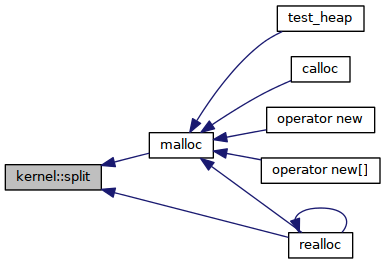 test_heap
calloc
operator new
malloc
operator new[]
kernel::split
realloc